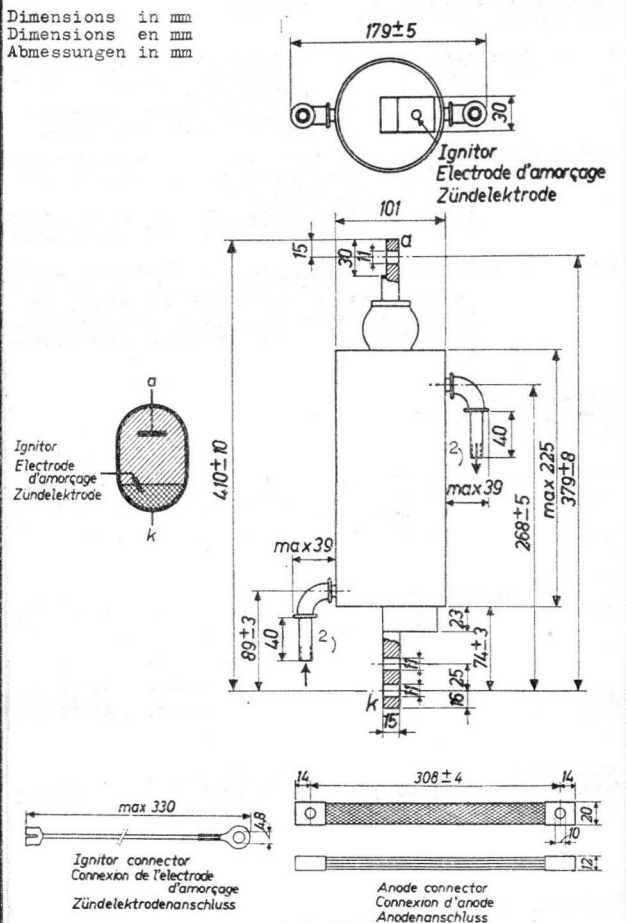 Dimensions in mm
Dimensions en mm
Abmessungen in mm
179±5
30
Ignitor
Electrode d'amorçage
Zündelektrode
101
15
30
11
a
410±10
40
2)
max 39
268±5
max 225
379±8
a
Ignitor
Electrode
d'amorçage
Zündelektrode
k
max 39
89±3
40
2)
23
74±3
11
25
11
16
k
15
max 330
4,8
Ignitor connector
Connexion de l'electrode
d'amorçage
Zündelektrodenanschluss
14
308±4
14
20
10
12
Anode connector
Connexion d'anode
Anodenanschluss